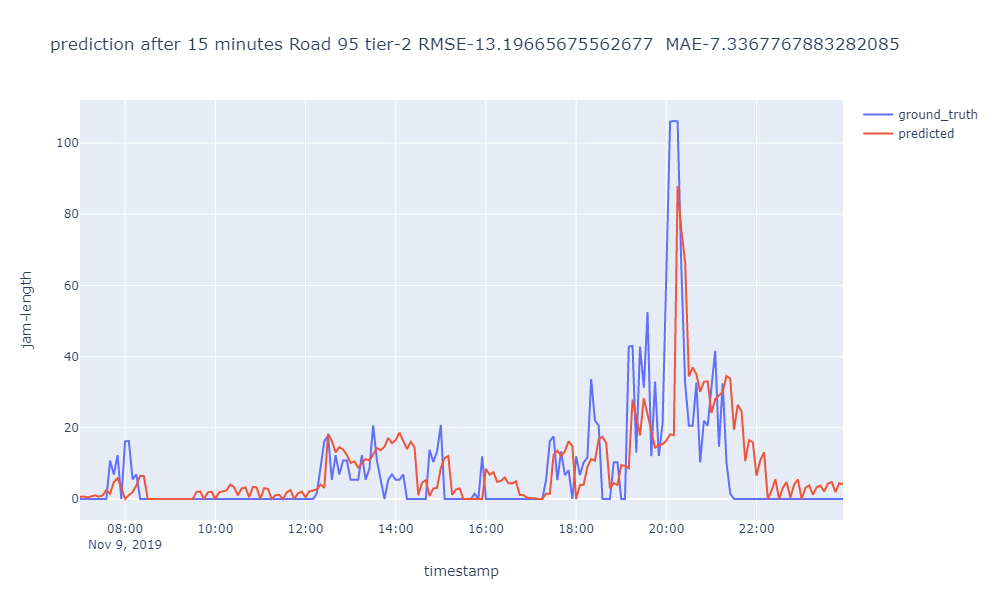 prediction after 15 minutes Road 95 tier-2 RMSE-13.19665675562677  MAE-7.3367767883282085
ground_truth
predicted
jam-length
100
80
60
40
20
0
08:00
10:00
12:00
14:00
16:00
18:00
20:00
22:00
Nov 9, 2019
timestamp